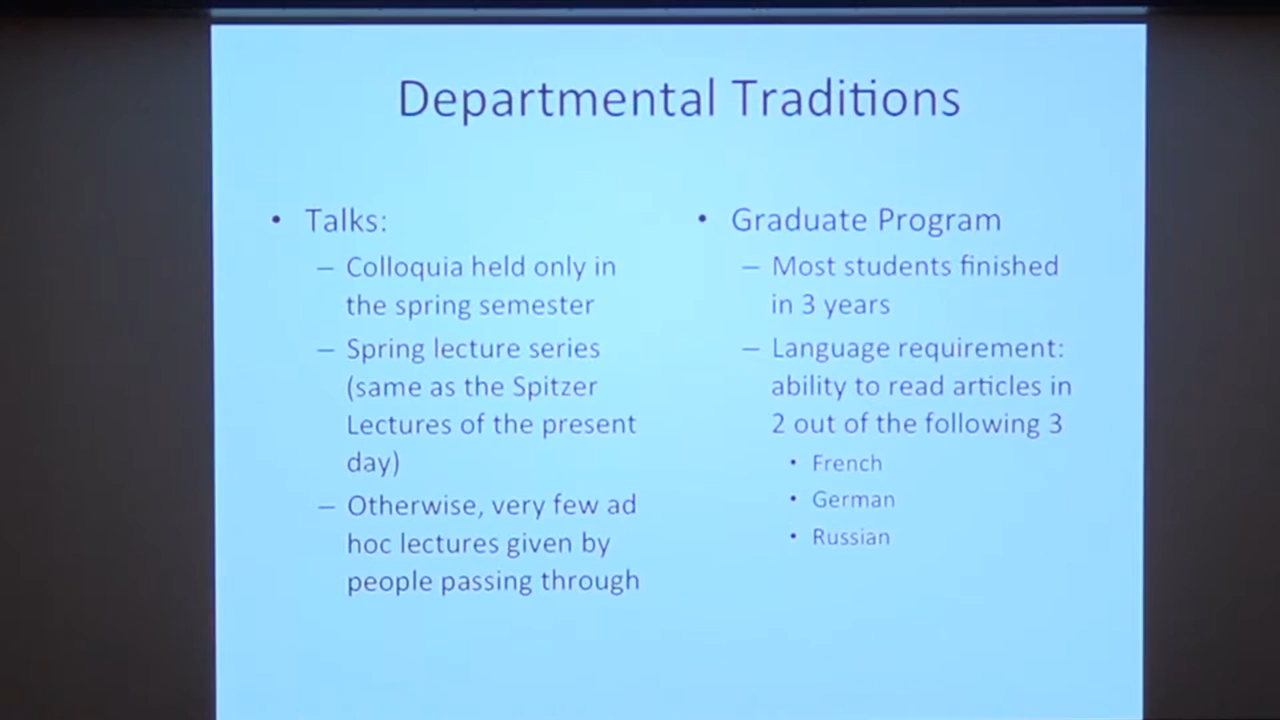 Departmental Traditions
• Talks:
– Colloquia held only in
the spring semester
– Spring lecture series
(same as the Spitzer
Lectures of the present
day)
– Otherwise, very few ad
hoc lectures given by
people passing through
• Graduate Program
– Most students finished
in 3 years
– Language requirement:
ability to read articles in
2 out of the following 3
• French
• German
• Russian